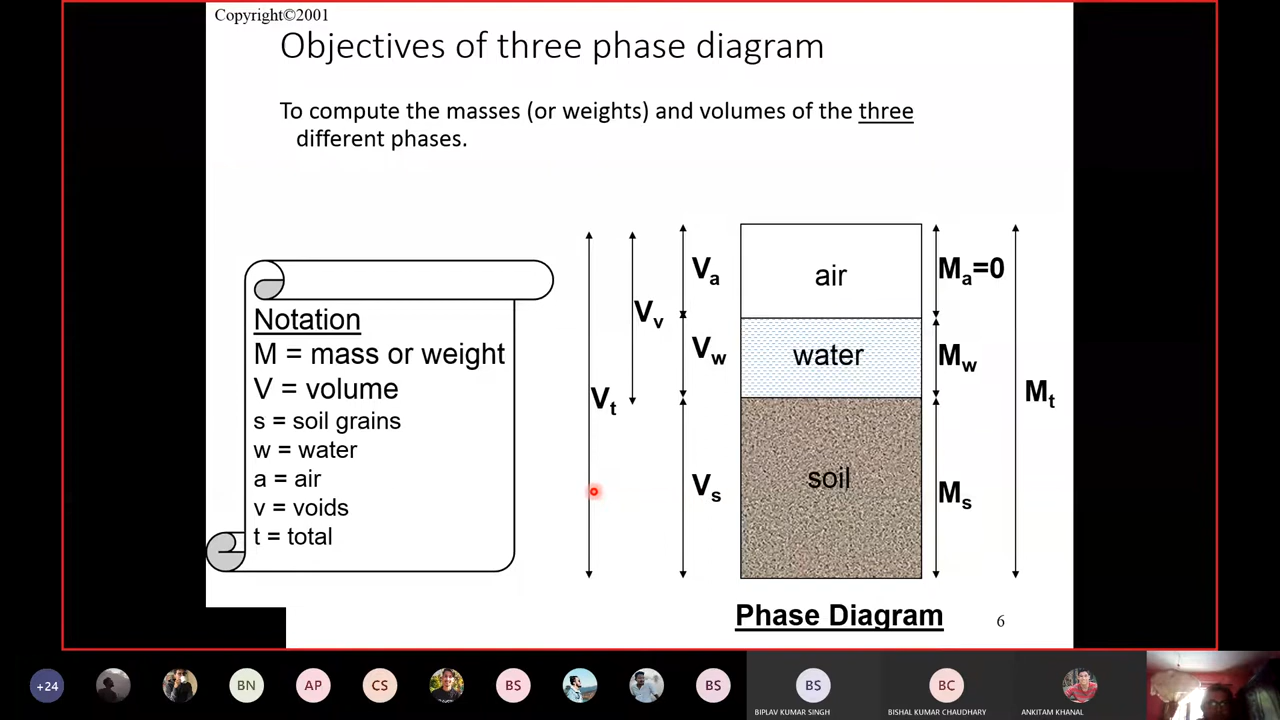 Copyright©2001
Objectives of three phase diagram
To compute the masses (or weights) and volumes of the three
different phases.
Notation
M = mass or weight
V = volume
s = soil grains
w = water
a = air
v = voids
t = total
Vt
Vv
Va
Vw
Vs
air
water
soil
Ma=0
Mw
Ms
Mt
Phase Diagram
6
+24
BN
AP
CS
BS
BS
BS
BIPLAV KUMAR SINGH
BC
BISHAL KUMAR CHAUDHARY
ANKITAM KHANAL